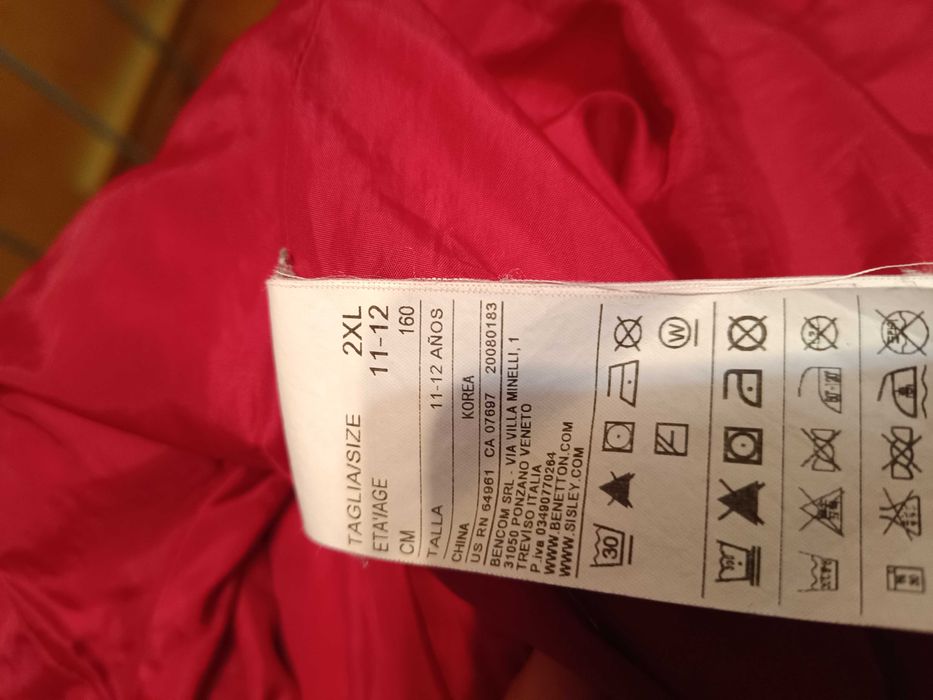 TAGLIA/SIZE 2XL
ETA'/AGE 11-12
CM 160
TALLA 11-12 AÑOS
CHINA KOREA
US RN 64961 CA 07697 20080183
BENCOM SRL - VIA VILLA MINELLI, 1
31050 PONZANO VENETO
TREVISO ITALIA
P.iva 03490770264
WWW.BENETTON.COM
WWW.SISLEY.COM
30
W